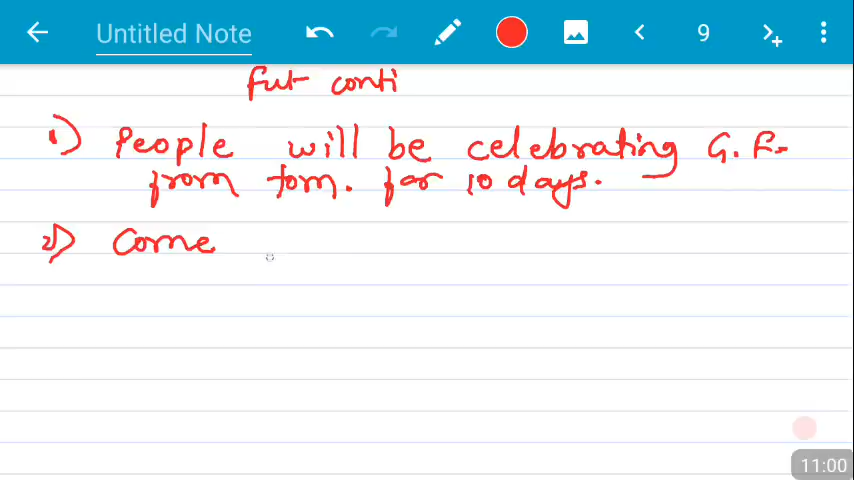 Untitled Note
9
fut conti
1) People will be celebrating G. F.
from tom. for 10 days.
2) Come
11:00